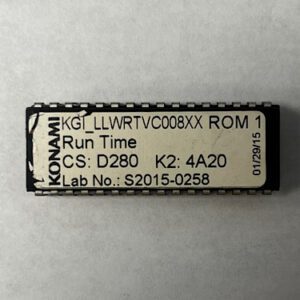 KONAMI
KGI_LLWRTVC008XX ROM 1
Run Time
CS: D280 K2: 4A20
Lab No.: S2015-0258
01/29/15